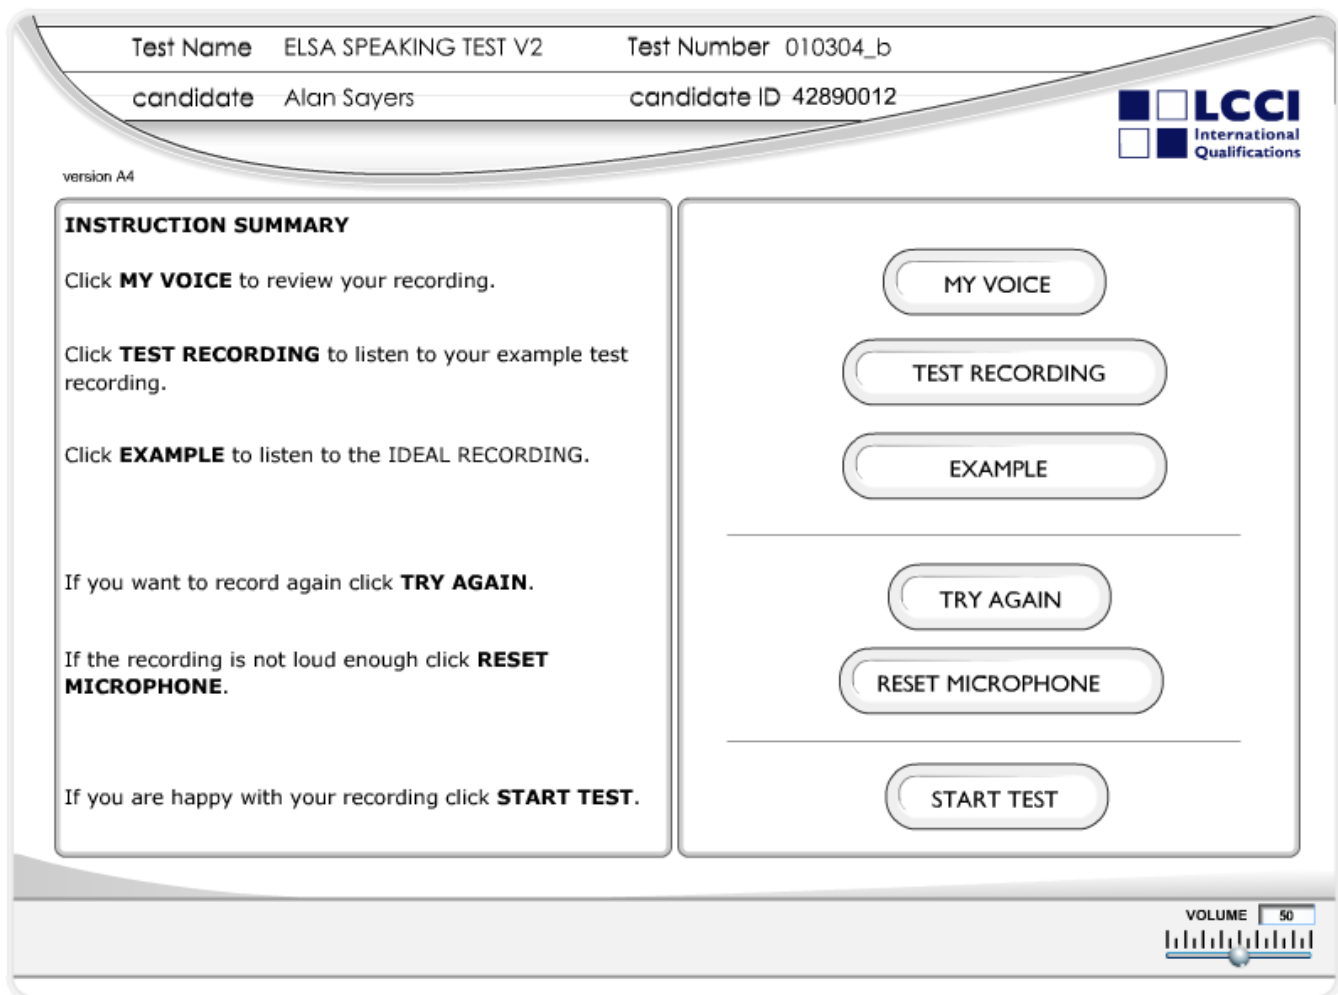 Test Name ELSA SPEAKING TEST V2 Test Number 010304_b
candidate Alan Sayers candidate ID 42890012
LCCI
International
Qualifications
version A4
INSTRUCTION SUMMARY
Click MY VOICE to review your recording.
MY VOICE
Click TEST RECORDING to listen to your example test
recording.
TEST RECORDING
Click EXAMPLE to listen to the IDEAL RECORDING.
EXAMPLE
If you want to record again click TRY AGAIN.
TRY AGAIN
If the recording is not loud enough click RESET
MICROPHONE.
RESET MICROPHONE
If you are happy with your recording click START TEST.
START TEST
VOLUME 50